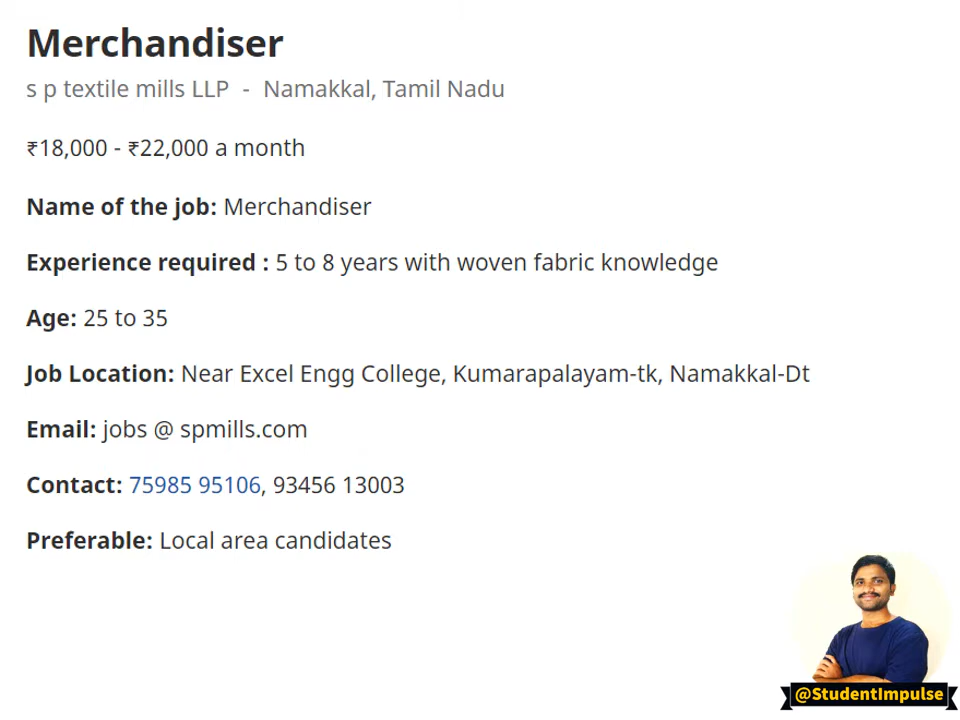 Merchandiser
s p textile mills LLP - Namakkal, Tamil Nadu
₹18,000 - ₹22,000 a month
Name of the job: Merchandiser
Experience required : 5 to 8 years with woven fabric knowledge
Age: 25 to 35
Job Location: Near Excel Engg College, Kumarapalayam-tk, Namakkal-Dt
Email: jobs @ spmills.com
Contact: 75985 95106, 93456 13003
Preferable: Local area candidates
@StudentImpulse